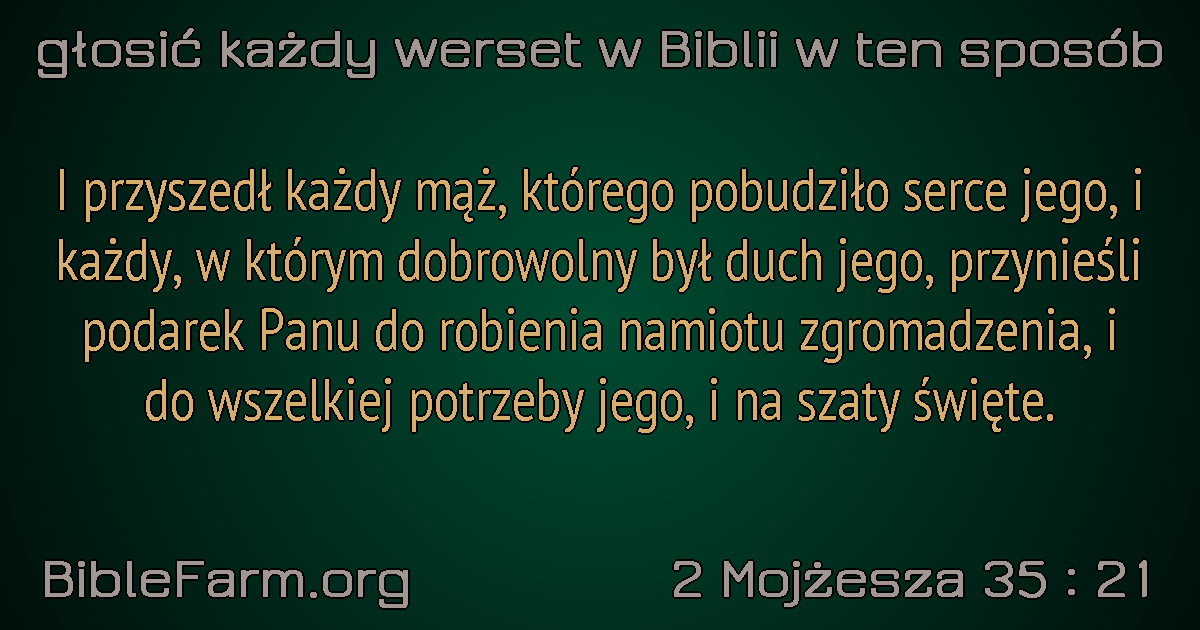 głosić każdy werset w Biblii w ten sposób
I przyszedł każdy mąż, którego pobudziło serce jego, i
każdy, w którym dobrowolny był duch jego, przynieśli
podarek Panu do robienia namiotu zgromadzenia, i
do wszelkiej potrzeby jego, i na szaty święte.
BibleFarm.org
2 Mojżesza 35 : 21